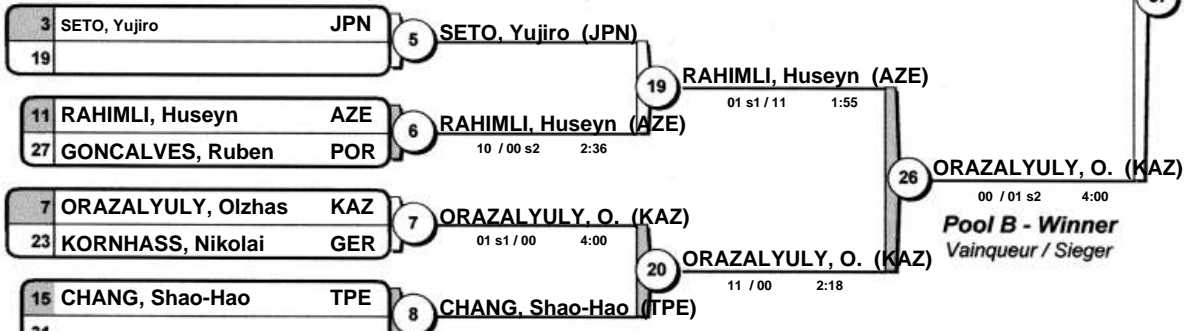 3 SETO, Yujiro JPN
19
5
SETO, Yujiro (JPN)
11 RAHIMLI, Huseyn AZE
27 GONCALVES, Ruben POR
6
RAHIMLI, Huseyn (AZE)
10 / 00 s2 2:36
19
RAHIMLI, Huseyn (AZE)
01 s1 / 11 1:55
7 ORAZALYULY, Olzhas KAZ
23 KORNHASS, Nikolai GER
7
ORAZALYULY, O. (KAZ)
01 s1 / 00 4:00
15 CHANG, Shao-Hao TPE
8
CHANG, Shao-Hao (TPE)
20
ORAZALYULY, O. (KAZ)
11 / 00 2:18
26
ORAZALYULY, O. (KAZ)
00 / 01 s2 4:00
Pool B - Winner
Vainqueur / Sieger